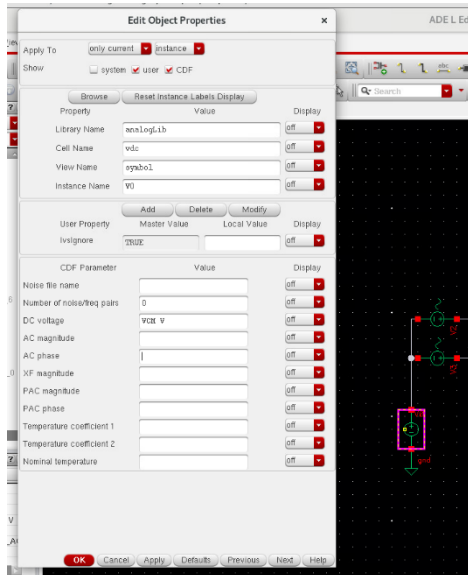 Edit Object Properties ×
ADE L Edit
Apply To only current instance
Show system user CDF
Browse Reset Instance Labels Display
Property Value Display
Library Name analogLib off
Cell Name vdc off
View Name symbol off
Instance Name V0 off
Add Delete Modify
User Property Master Value Local Value Display
lvsIgnore TRUE off
CDF Parameter Value Display
Noise file name off
Number of noise/freq pairs 0 off
DC voltage VCM V off
AC magnitude off
AC phase off
XF magnitude off
PAC magnitude off
PAC phase off
Temperature coefficient 1 off
Temperature coefficient 2 off
Nominal temperature off
OK Cancel Apply Defaults Previous Next Help
abc
Search
gnd